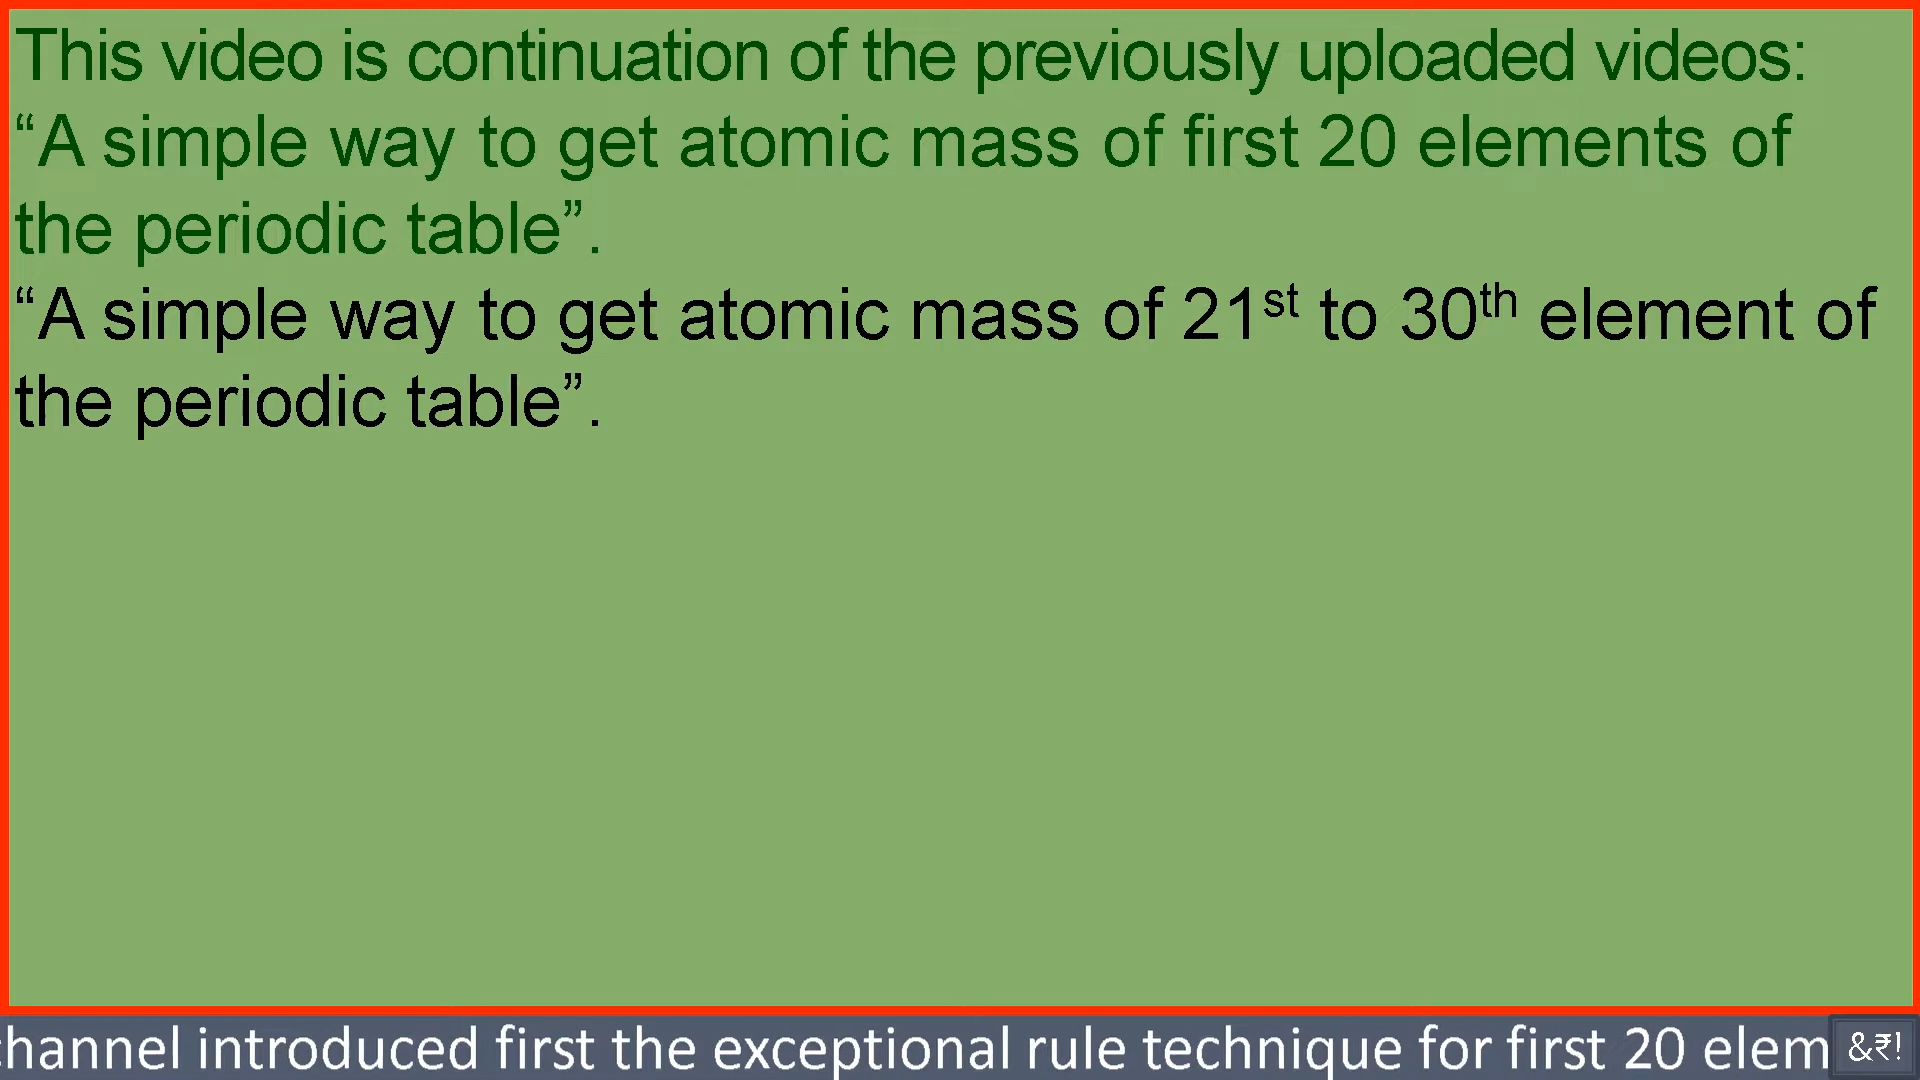 This video is continuation of the previously uploaded videos:
“A simple way to get atomic mass of first 20 elements of
the periodic table”.
“A simple way to get atomic mass of 21st to 30th element of
the periodic table”.
channel introduced first the exceptional rule technique for first 20 elem
&₹!